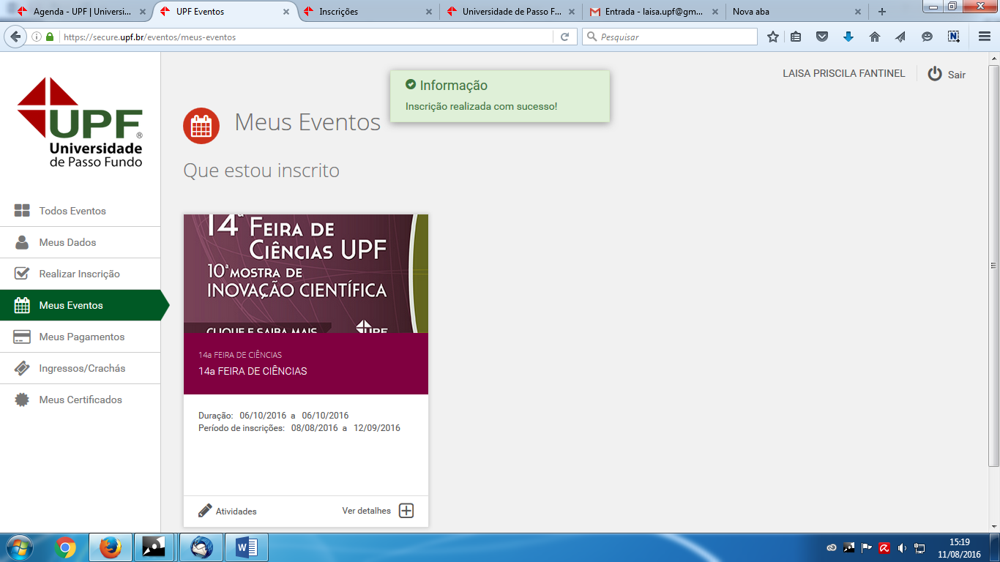 Agenda - UPF | Universi...
UPF Eventos
Inscrições
Universidade de Passo F...
Entrada - laisa.upf@gm...
Nova aba
https://secure.upf.br/eventos/meus-eventos
Pesquisar
LAISA PRISCILA FANTINEL
Sair
Informação
Inscrição realizada com sucesso!
UPF®
Universidade
de Passo Fundo
Todos Eventos
Meus Dados
Realizar Inscrição
Meus Eventos
Meus Pagamentos
Ingressos/Crachás
Meus Certificados
Meus Eventos
Que estou inscrito
14ª FEIRA DE
CIÊNCIAS UPF
10ª MOSTRA DE
INOVAÇÃO CIENTÍFICA
CLIQUE E SAIBA MAIS
UPF
14a FEIRA DE CIÊNCIAS
14a FEIRA DE CIÊNCIAS
Duração: 06/10/2016 a 06/10/2016
Período de inscrições: 08/08/2016 a 12/09/2016
Atividades
Ver detalhes
15:19
11/08/2016